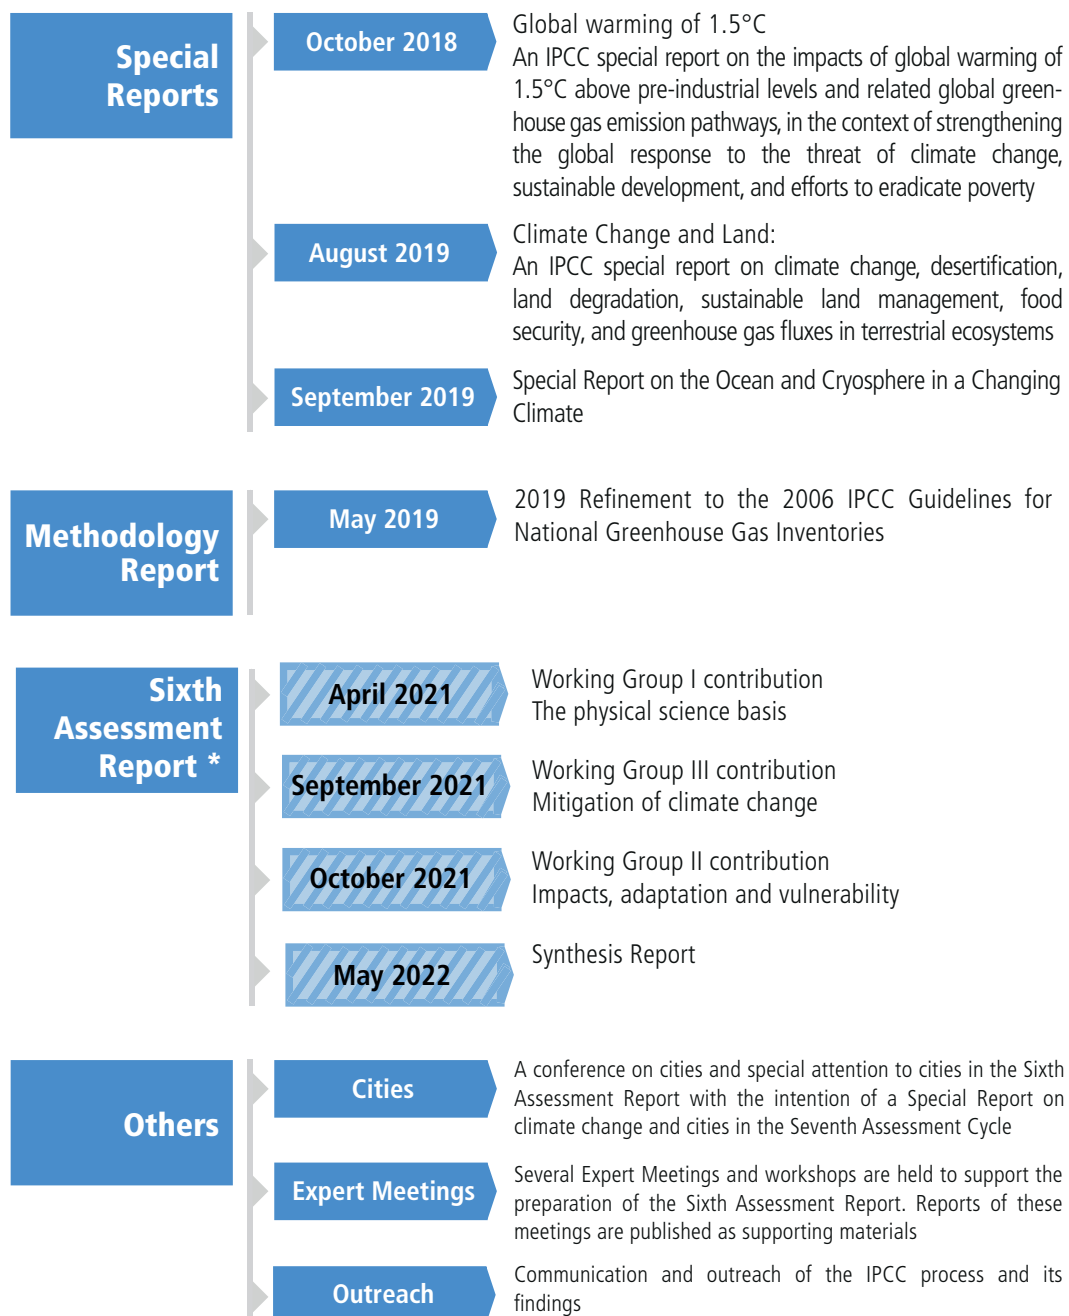 Special
Reports
October 2018
Global warming of 1.5°C
An IPCC special report on the impacts of global warming of
1.5°C above pre-industrial levels and related global green-
house gas emission pathways, in the context of strengthening
the global response to the threat of climate change,
sustainable development, and efforts to eradicate poverty
August 2019
Climate Change and Land:
An IPCC special report on climate change, desertification,
land degradation, sustainable land management, food
security, and greenhouse gas fluxes in terrestrial ecosystems
September 2019
Special Report on the Ocean and Cryosphere in a Changing
Climate
Methodology
Report
May 2019
2019 Refinement to the 2006 IPCC Guidelines for
National Greenhouse Gas Inventories
Sixth
Assessment
Report *
April 2021
Working Group I contribution
The physical science basis
September 2021
Working Group III contribution
Mitigation of climate change
October 2021
Working Group II contribution
Impacts, adaptation and vulnerability
May 2022
Synthesis Report
Others
Cities
A conference on cities and special attention to cities in the Sixth
Assessment Report with the intention of a Special Report on
climate change and cities in the Seventh Assessment Cycle
Expert Meetings
Several Expert Meetings and workshops are held to support the
preparation of the Sixth Assessment Report. Reports of these
meetings are published as supporting materials
Outreach
Communication and outreach of the IPCC process and its
findings